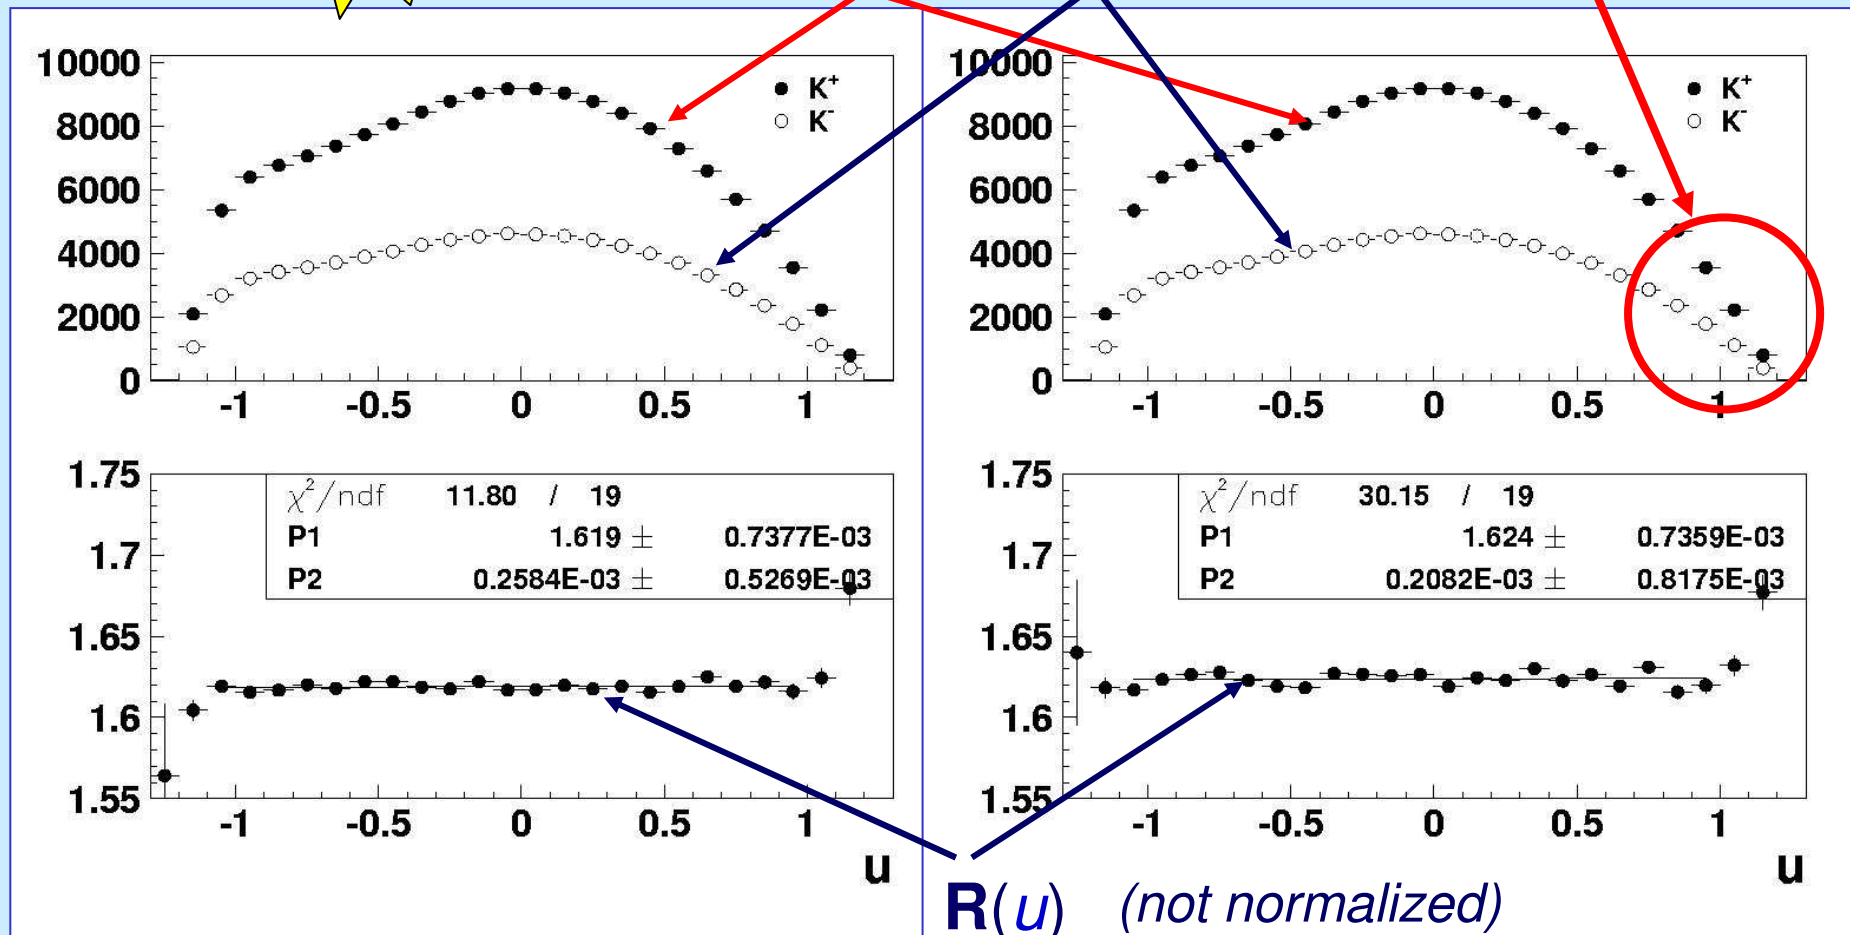 10000
8000
6000
4000
2000
0
K+
K-
-1 -0.5 0 0.5 1
10000
8000
6000
4000
2000
0
K+
K-
-1 -0.5 0 0.5 1
1.75
1.7
1.65
1.6
1.55
χ²/ndf 11.80 / 19
P1 1.619 ± 0.7377E-03
P2 0.2584E-03 ± 0.5269E-03
-1 -0.5 0 0.5 1
u
1.75
1.7
1.65
1.6
1.55
χ²/ndf 30.15 / 19
P1 1.624 ± 0.7359E-03
P2 0.2082E-03 ± 0.8175E-03
-1 -0.5 0 0.5 1
u
R(u) (not normalized)